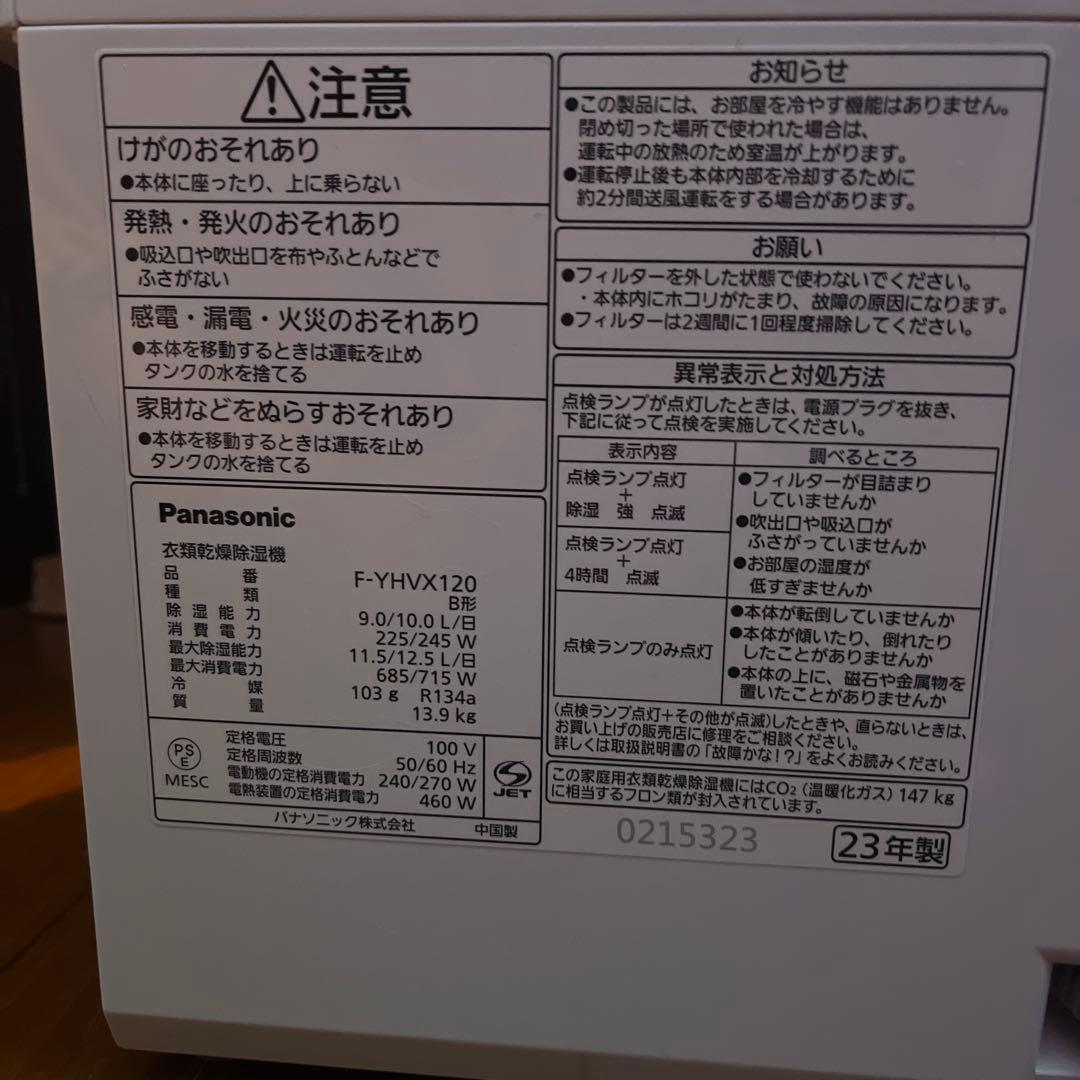 注意
けがのおそれあり
●本体に座ったり、上に乗らない
発熱・発火のおそれあり
●吸込口や吹出口を布やふとんなどで
ふさがない
感電・漏電・火災のおそれあり
●本体を移動するときは運転を止め
タンクの水を捨てる
家財などをぬらすおそれあり
●本体を移動するときは運転を止め
タンクの水を捨てる
Panasonic
衣類乾燥除湿機
品番 F-YHVX120
種類 B形
除湿能力 9.0/10.0 L/日
消費電力 225/245 W
最大除湿能力 11.5/12.5 L/日
最大消費電力 685/715 W
冷媒 103 g R134a
質量 13.9 kg
PS
E
MESC
定格電圧 100 V
定格周波数 50/60 Hz
電動機の定格消費電力 240/270 W
電熱装置の定格消費電力 460 W
JET
パナソニック株式会社 中国製
お知らせ
●この製品には、お部屋を冷やす機能はありません。
閉め切った場所で使われた場合は、
運転中の放熱のため室温が上がります。
●運転停止後も本体内部を冷却するために
約2分間送風運転をする場合があります。
お願い
●フィルターを外した状態で使わないでください。
・本体内にホコリがたまり、故障の原因になります。
●フィルターは2週間に1回程度掃除してください。
異常表示と対処方法
点検ランプが点灯したときは、電源プラグを抜き、
下記に従って点検を実施してください。
表示内容 調べるところ
点検ランプ点灯
+
除湿 強 点滅
点検ランプ点灯
+
4時間 点滅
●フィルターが目詰まり
していませんか
●吹出口や吸込口が
ふさがっていませんか
●お部屋の湿度が
低すぎませんか
点検ランプのみ点灯
●本体が転倒していませんか
●本体が傾いたり、倒れたり
したことがありませんか
●本体の上に、磁石や金属物を
置いたことがありませんか
(点検ランプ点灯+その他が点滅)したときや、直らないときは、
お買い上げの販売店に修理をご相談ください。
詳しくは取扱説明書の「故障かな!?」をよくお読みください。
この家庭用衣類乾燥除湿機にはCO₂(温暖化ガス)147 kg
に相当するフロン類が封入されています。
0215323
23年製